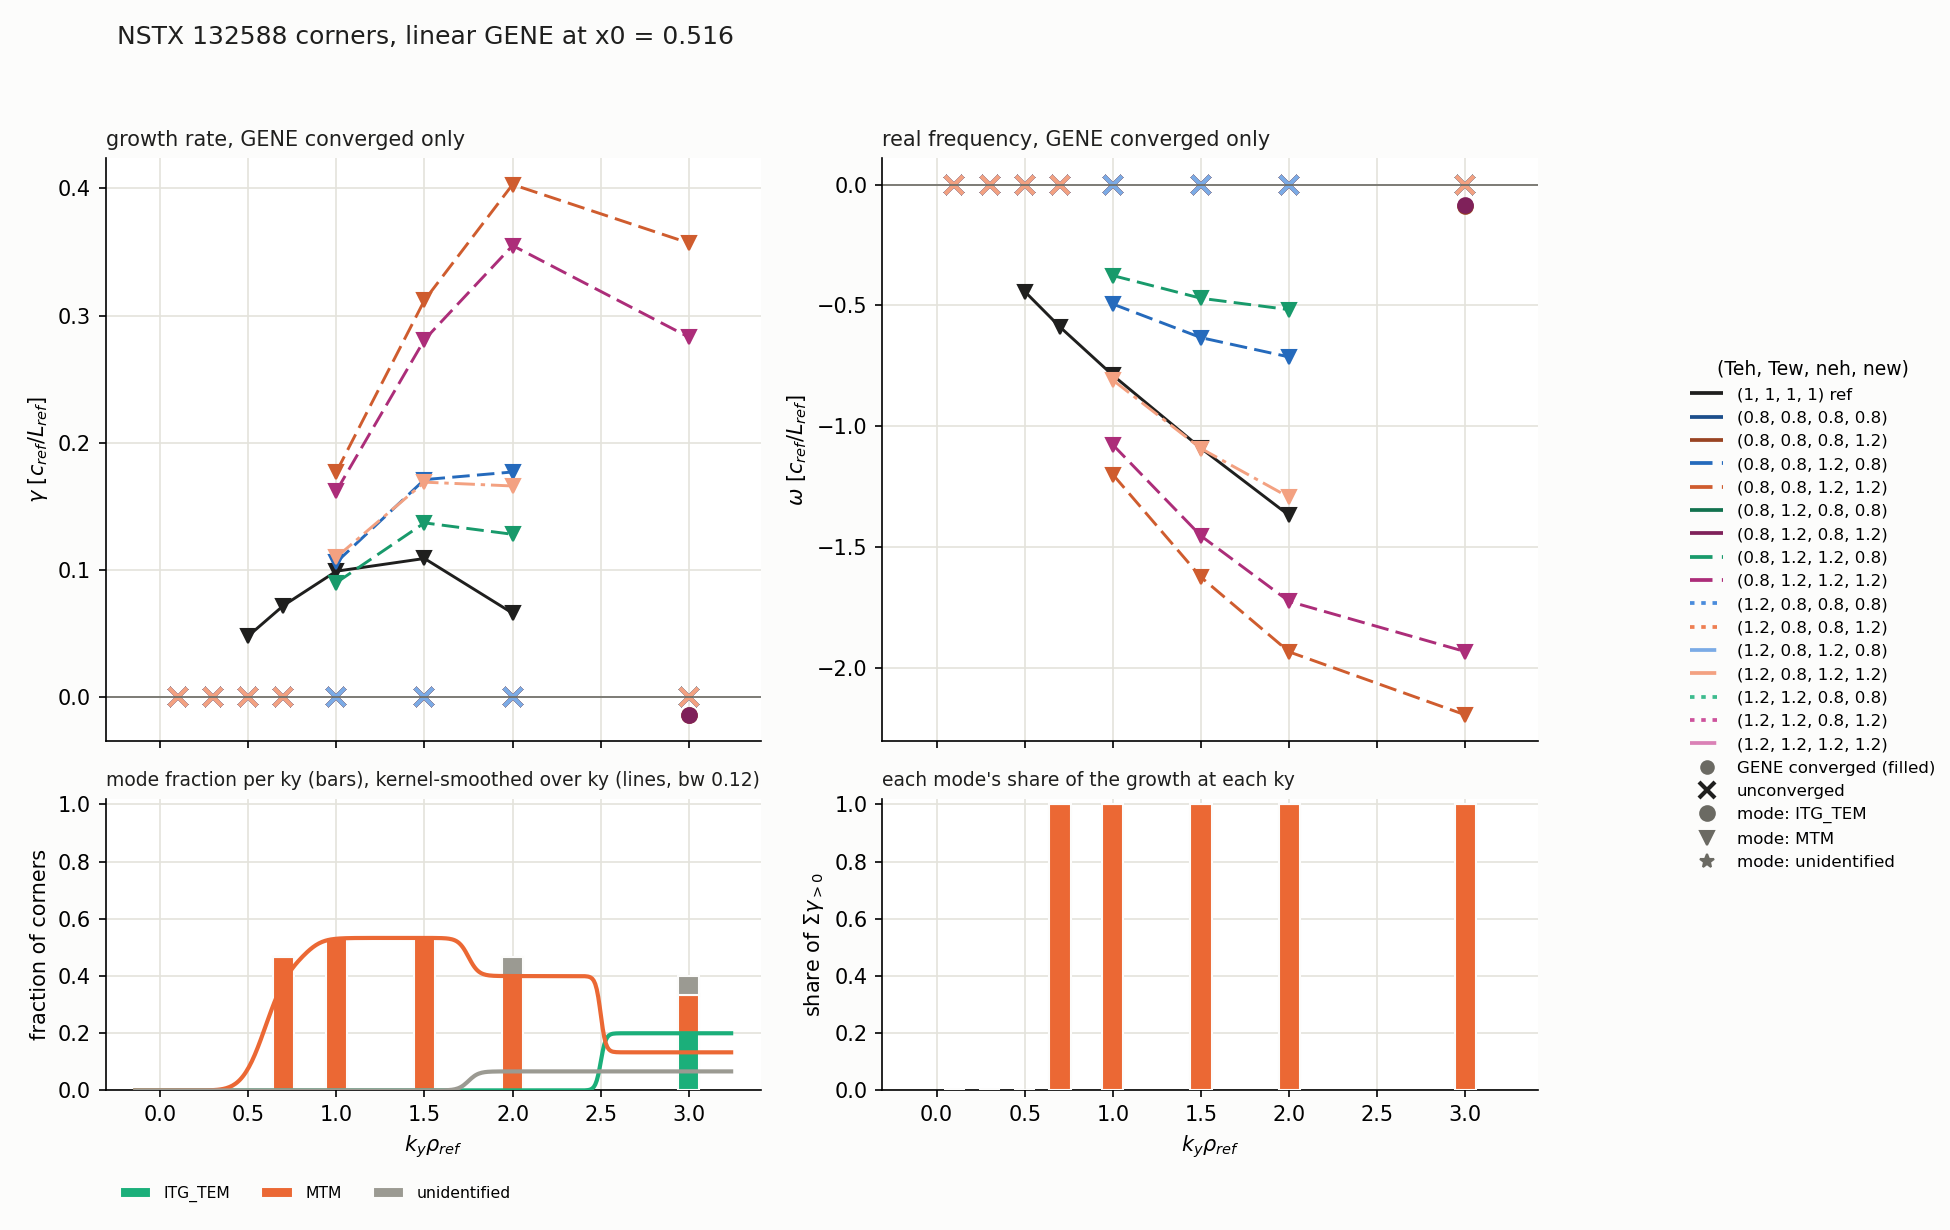 NSTX 132588 corners, linear GENE at x0 = 0.516
growth rate, GENE converged only
0.4
0.3
0.2
0.1
0.0
γ [c_ref/L_ref]
real frequency, GENE converged only
0.0
−0.5
−1.0
−1.5
−2.0
ω [c_ref/L_ref]
mode fraction per ky (bars), kernel-smoothed over ky (lines, bw 0.12)
1.0
0.8
0.6
0.4
0.2
0.0
fraction of corners
0.0 0.5 1.0 1.5 2.0 2.5 3.0
k_yρ_ref
ITG_TEM MTM unidentified
each mode's share of the growth at each ky
1.0
0.8
0.6
0.4
0.2
0.0
share of Σγ_{>0}
0.0 0.5 1.0 1.5 2.0 2.5 3.0
k_yρ_ref
(Teh, Tew, neh, new)
(1, 1, 1, 1) ref
(0.8, 0.8, 0.8, 0.8)
(0.8, 0.8, 0.8, 1.2)
(0.8, 0.8, 1.2, 0.8)
(0.8, 0.8, 1.2, 1.2)
(0.8, 1.2, 0.8, 0.8)
(0.8, 1.2, 0.8, 1.2)
(0.8, 1.2, 1.2, 0.8)
(0.8, 1.2, 1.2, 1.2)
(1.2, 0.8, 0.8, 0.8)
(1.2, 0.8, 0.8, 1.2)
(1.2, 0.8, 1.2, 0.8)
(1.2, 0.8, 1.2, 1.2)
(1.2, 1.2, 0.8, 0.8)
(1.2, 1.2, 0.8, 1.2)
(1.2, 1.2, 1.2, 1.2)
GENE converged (filled)
unconverged
mode: ITG_TEM
mode: MTM
mode: unidentified